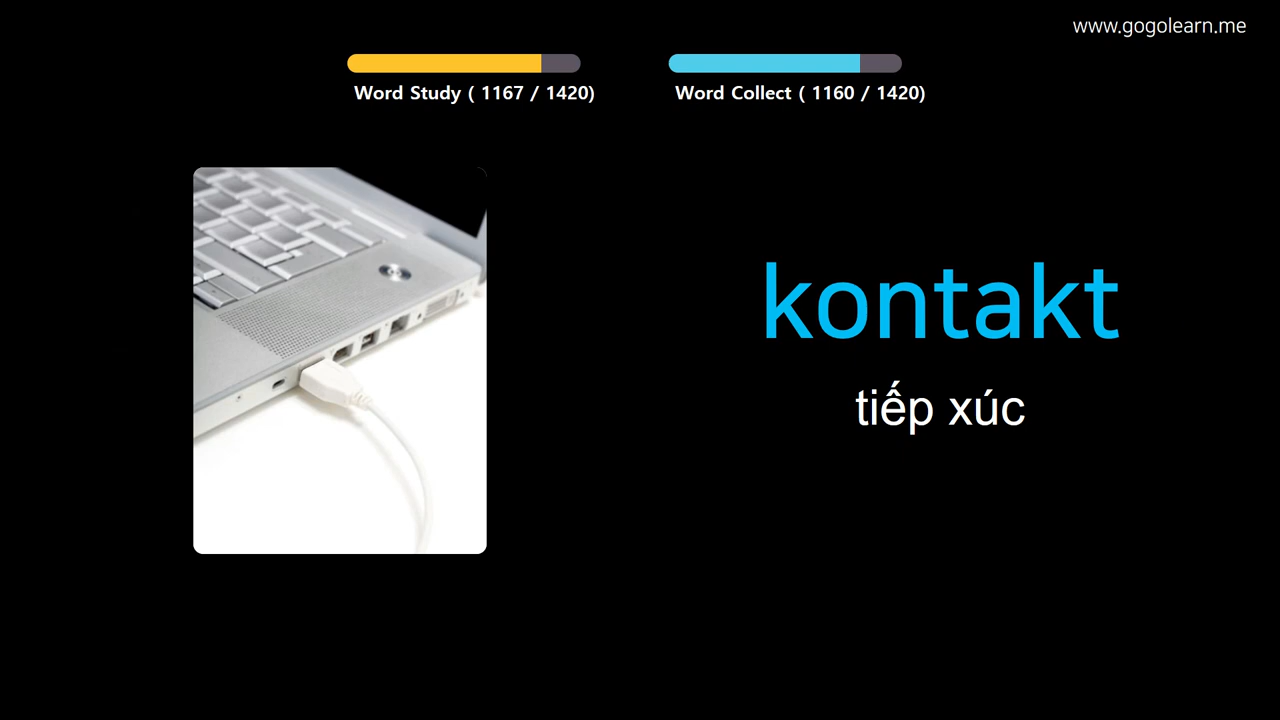 www.gogolearn.me
Word Study ( 1167 / 1420)
Word Collect ( 1160 / 1420)
kontakt
tiếp xúc